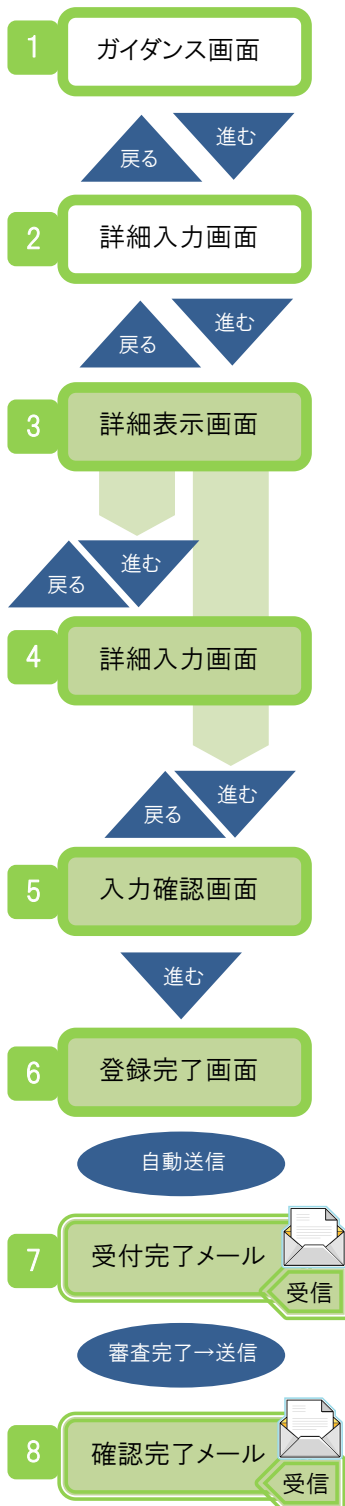 1
ガイダンス画面
戻る
進む
2
詳細入力画面
戻る
進む
3
詳細表示画面
戻る
進む
4
詳細入力画面
戻る
進む
5
入力確認画面
進む
6
登録完了画面
自動送信
7
受付完了メール
受信
審査完了→送信
8
確認完了メール
受信